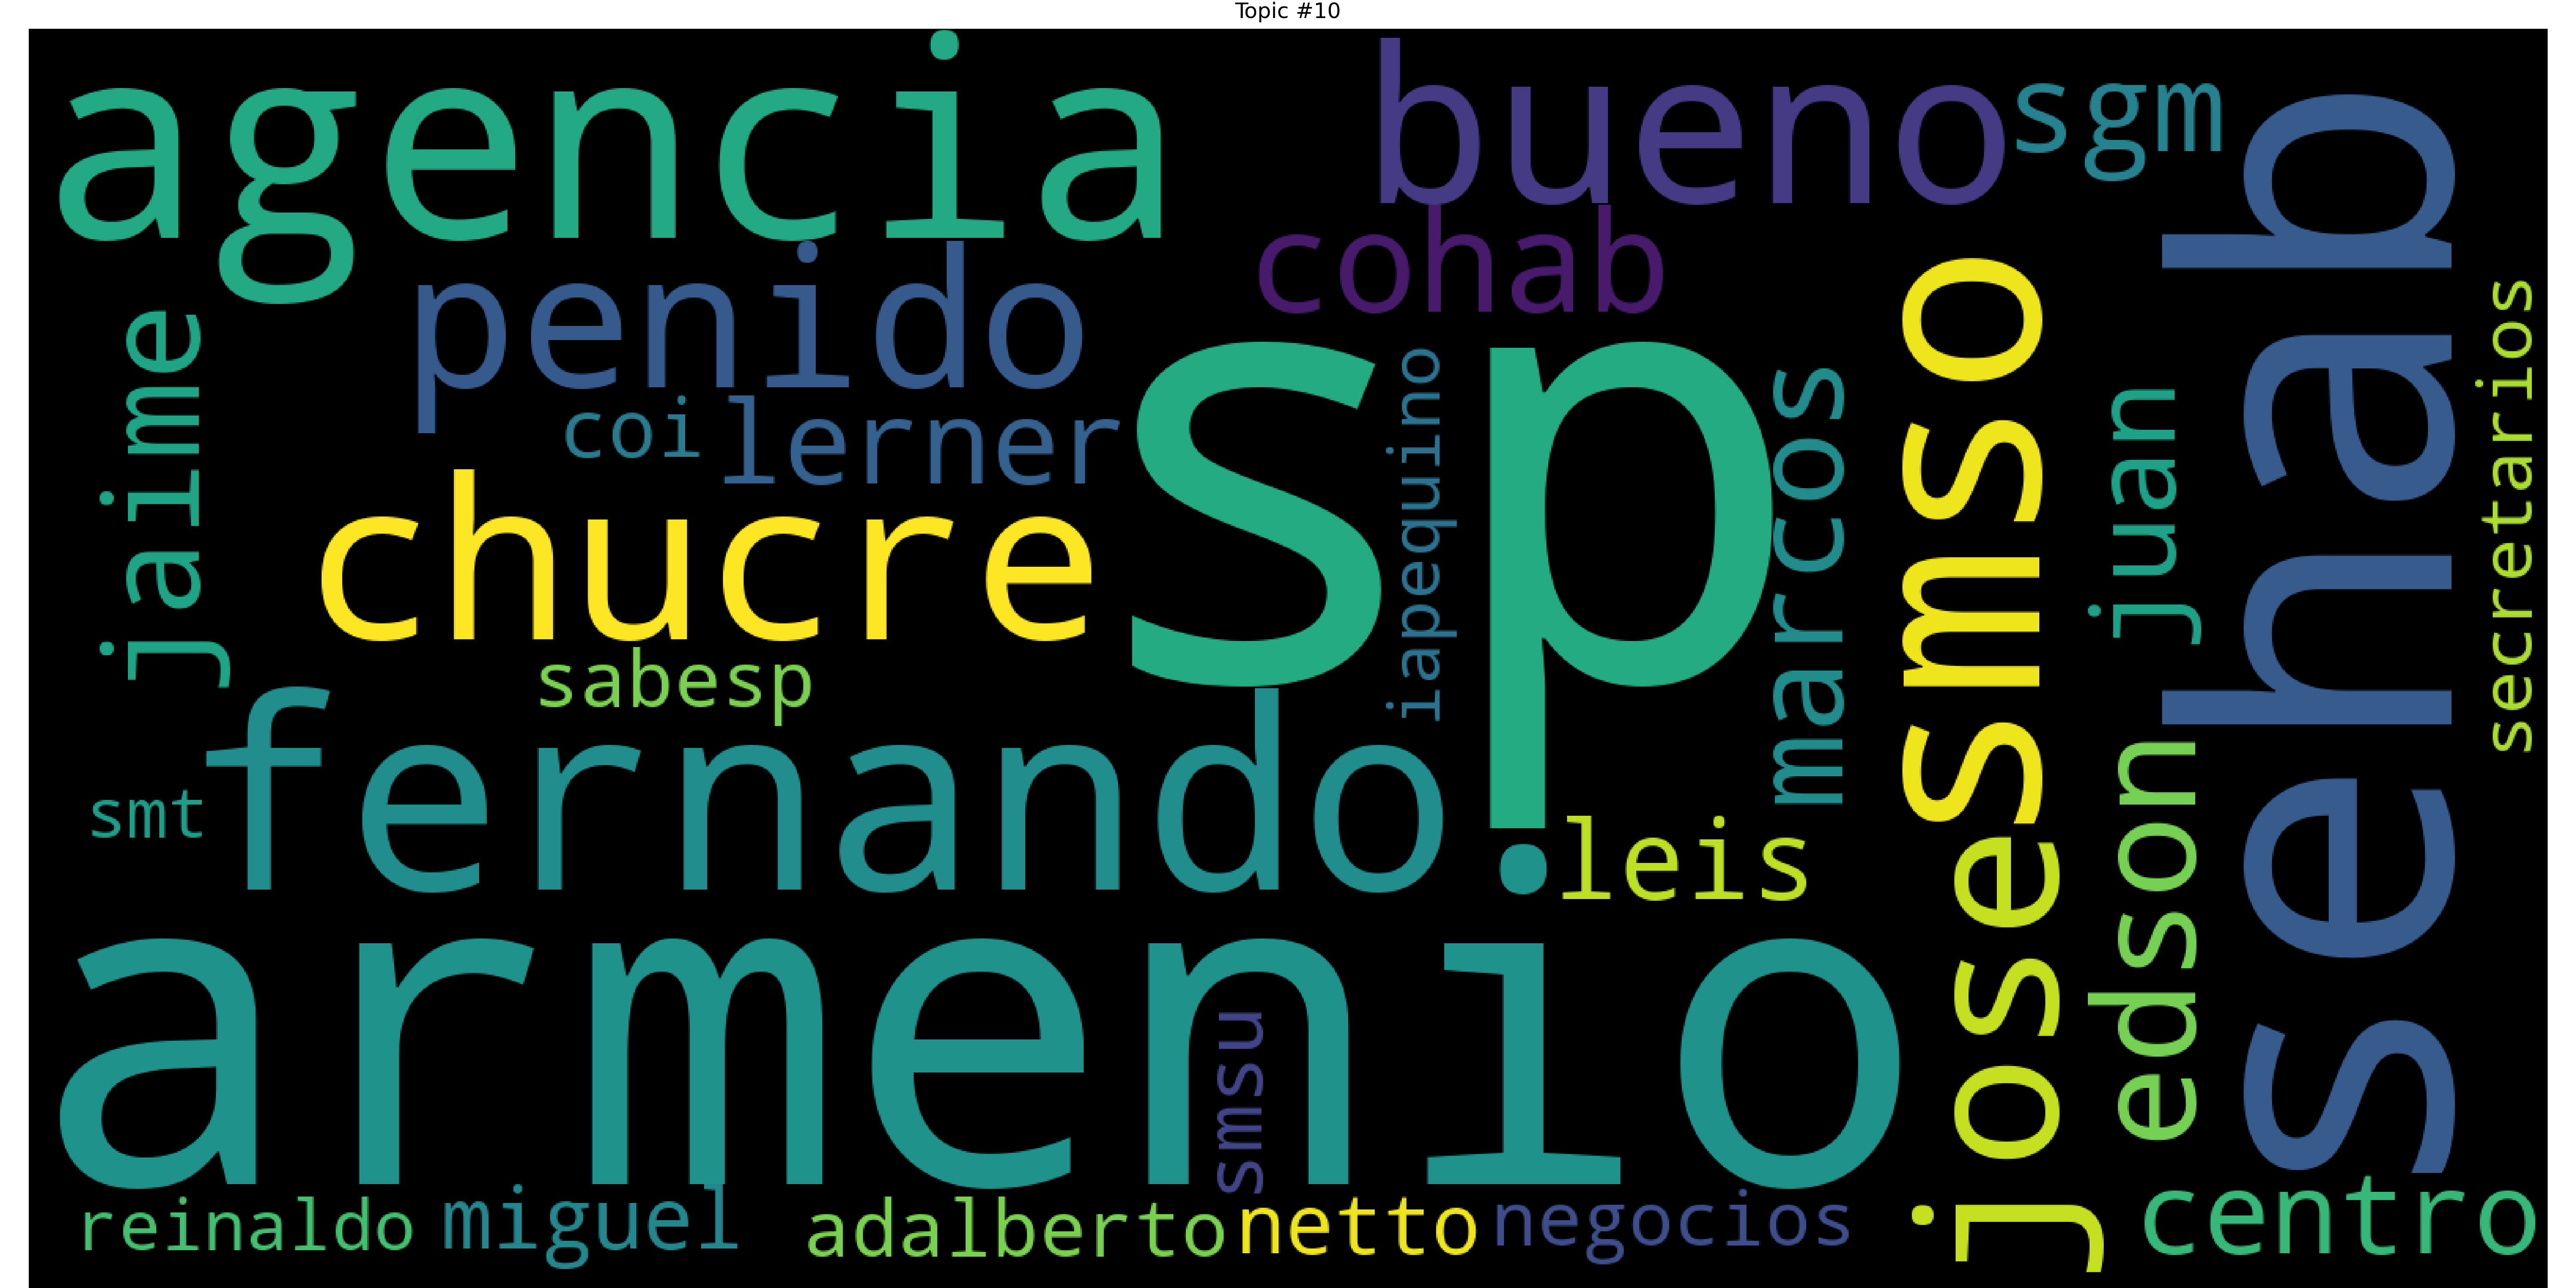 Topic #10
agencia
bueno
sgm
sehab
cohab
penido
jaime
coi
lerner
sp
iapequino
marcos
smso
juan
secretarios
chucre
sabesp
fernando
smt
leis
jose
edson
armenio
smsu
reinaldo
miguel
adalberto
netto
negocios
centro